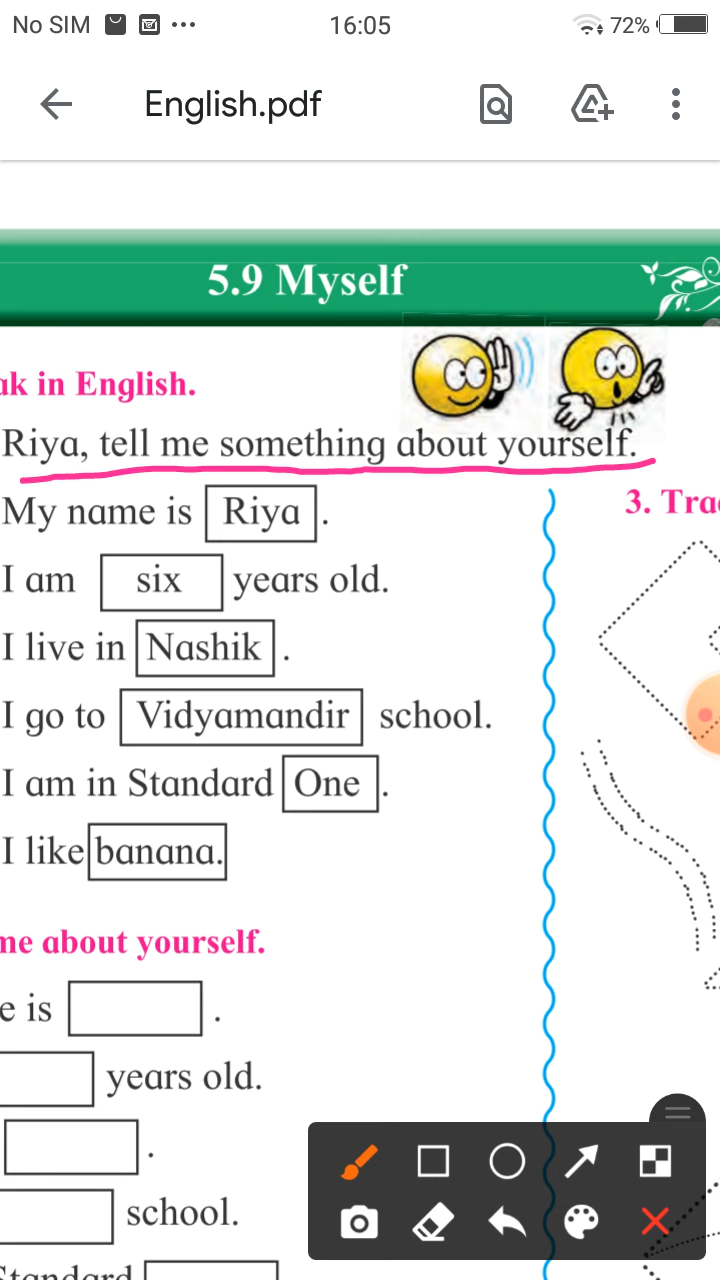 No SIM 16:05 72%
English.pdf
5.9 Myself
ak in English.
Riya, tell me something about yourself.
My name is Riya .
I am six years old.
I live in Nashik .
I go to Vidyamandir school.
I am in Standard One .
I like banana.
3. Tra
me about yourself.
e is .
years old.
.
school.
Standard